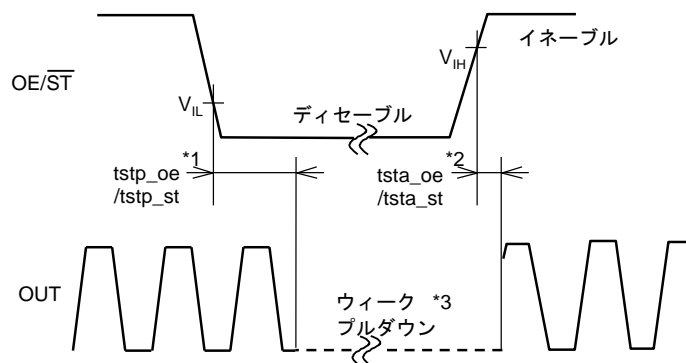 イネーブル
V_IH
OE/S̅T̅
V_IL
ディセーブル
*1
tstp_oe
/tstp_st
*2
tsta_oe
/tsta_st
OUT
ウィーク *3
プルダウン